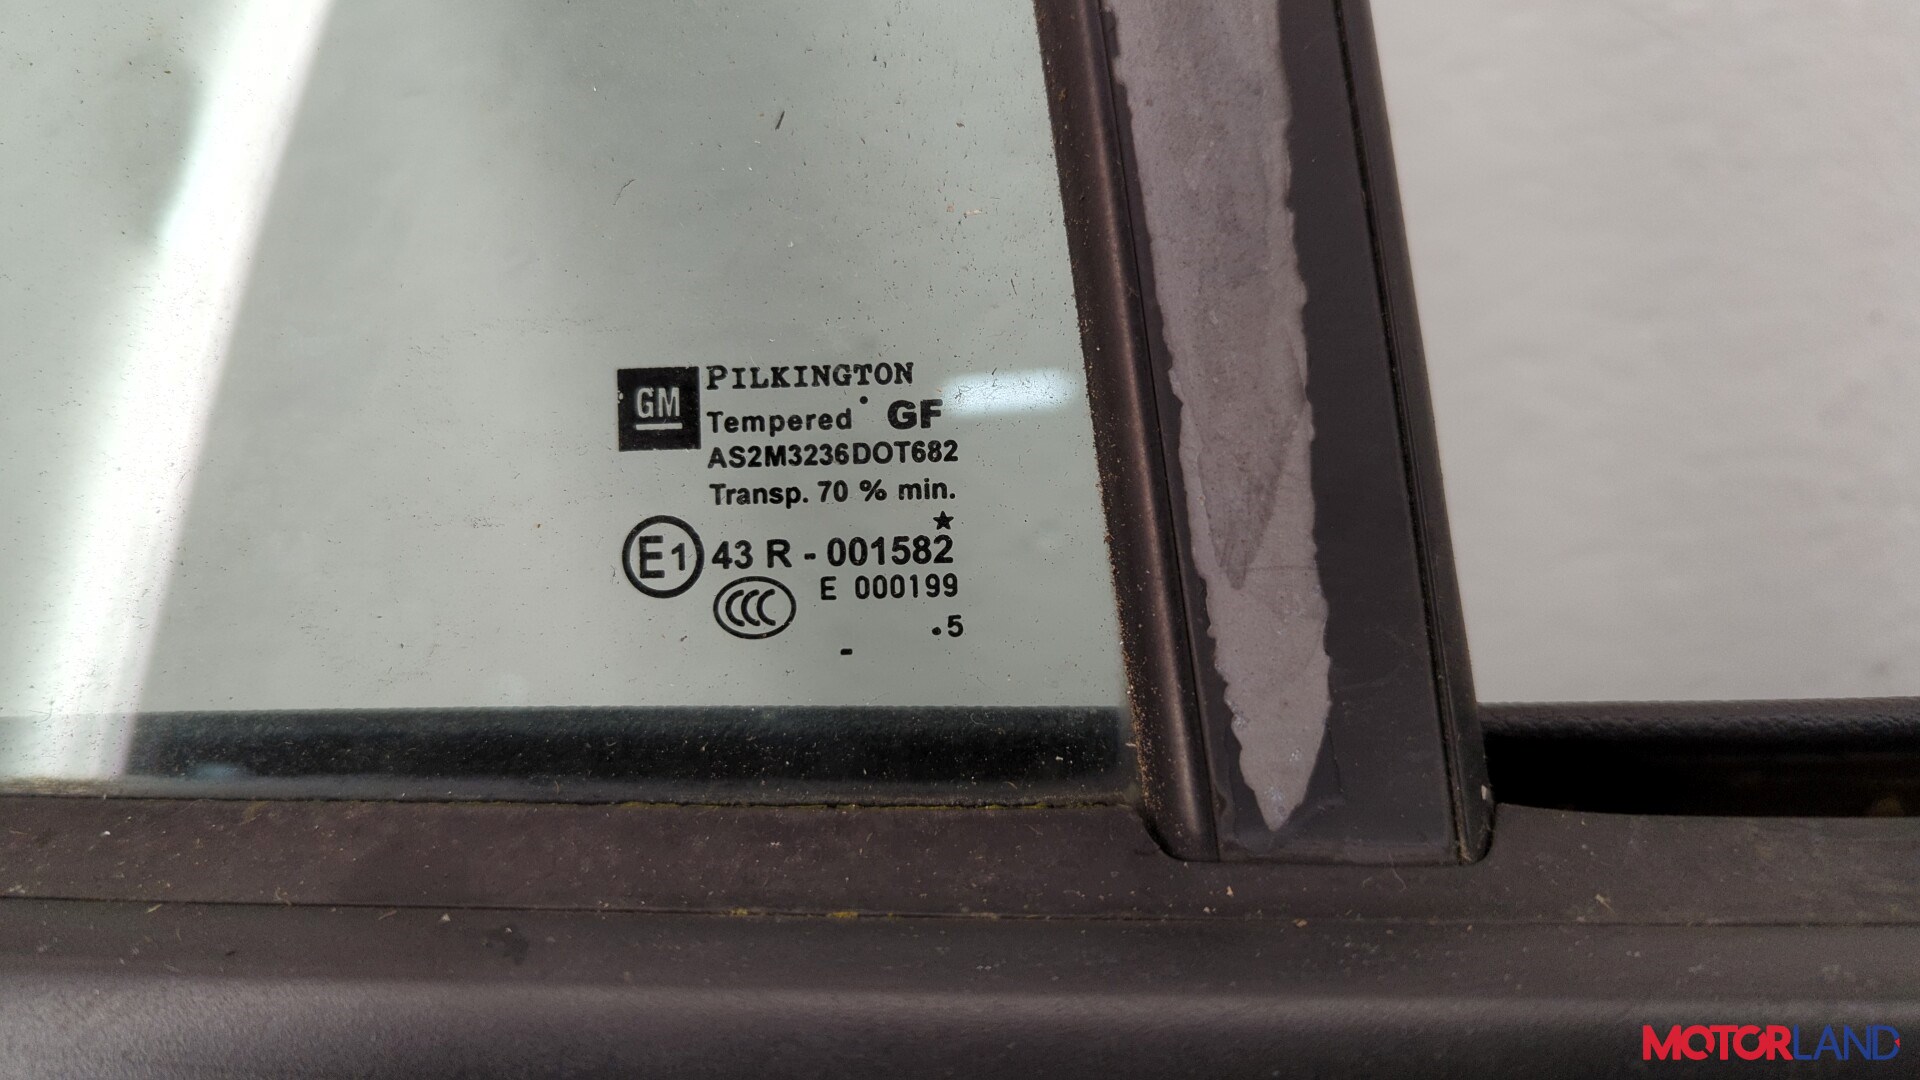 GM PILKINGTON
Tempered GF
AS2M3236DOT682
Transp. 70 % min.
★
E1 43 R - 001582
CCC E 000199
.5
-
MOTORLAND